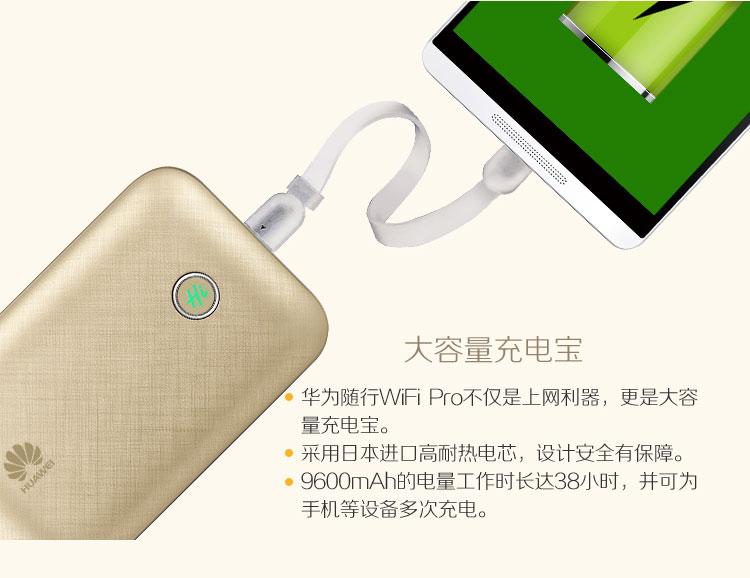 Hi
HUAWEI
大容量充电宝
华为随行WiFi Pro不仅是上网利器，更是大容
量充电宝。
采用日本进口高耐热电芯，设计安全有保障。
9600mAh的电量工作时长达38小时，并可为
手机等设备多次充电。